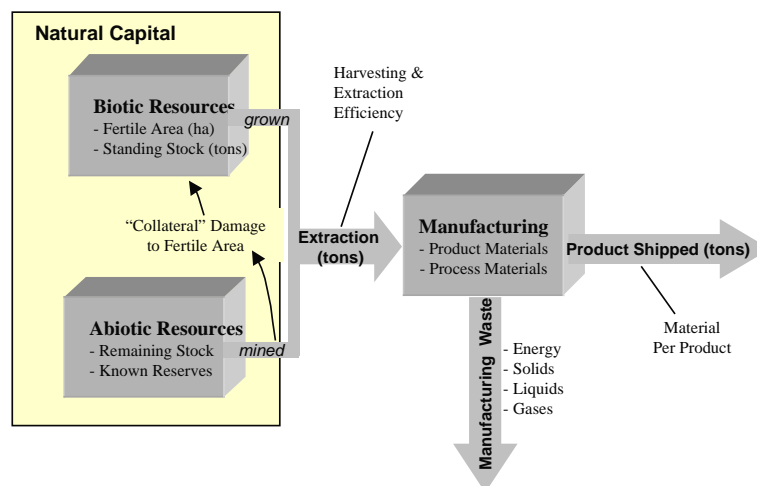 Natural Capital
Biotic Resources
- Fertile Area (ha)
- Standing Stock (tons)
grown
"Collateral" Damage
to Fertile Area
Abiotic Resources
- Remaining Stock
- Known Reserves
mined
Harvesting &
Extraction
Efficiency
Extraction
(tons)
Manufacturing
- Product Materials
- Process Materials
Product Shipped (tons)
Material
Per Product
Manufacturing Waste
- Energy
- Solids
- Liquids
- Gases